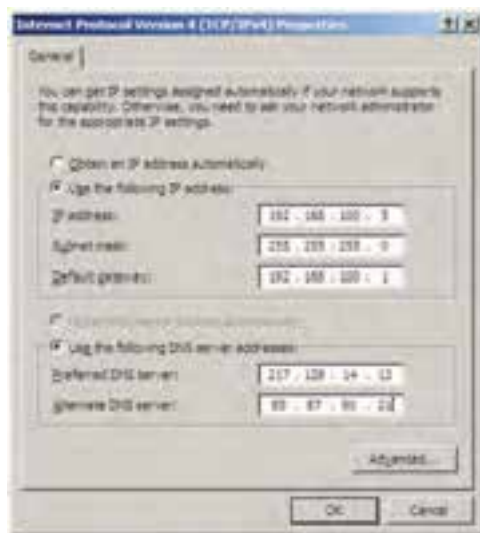 Internet Protocol Version 4 (TCP/IPv4) Properties
General
You can get IP settings assigned automatically if your network supports
this capability. Otherwise, you need to ask your network administrator
for the appropriate IP settings.
Obtain an IP address automatically
Use the following IP address:
IP address: 192 . 168 . 100 .
Subnet mask: 255 . 255 . 255 . 0
Default gateway: 192 . 168 . 100 . 1
Use the following DNS server addresses:
Preferred DNS server: 217 .
Alternate DNS server:
Advanced...
OK
Cancel